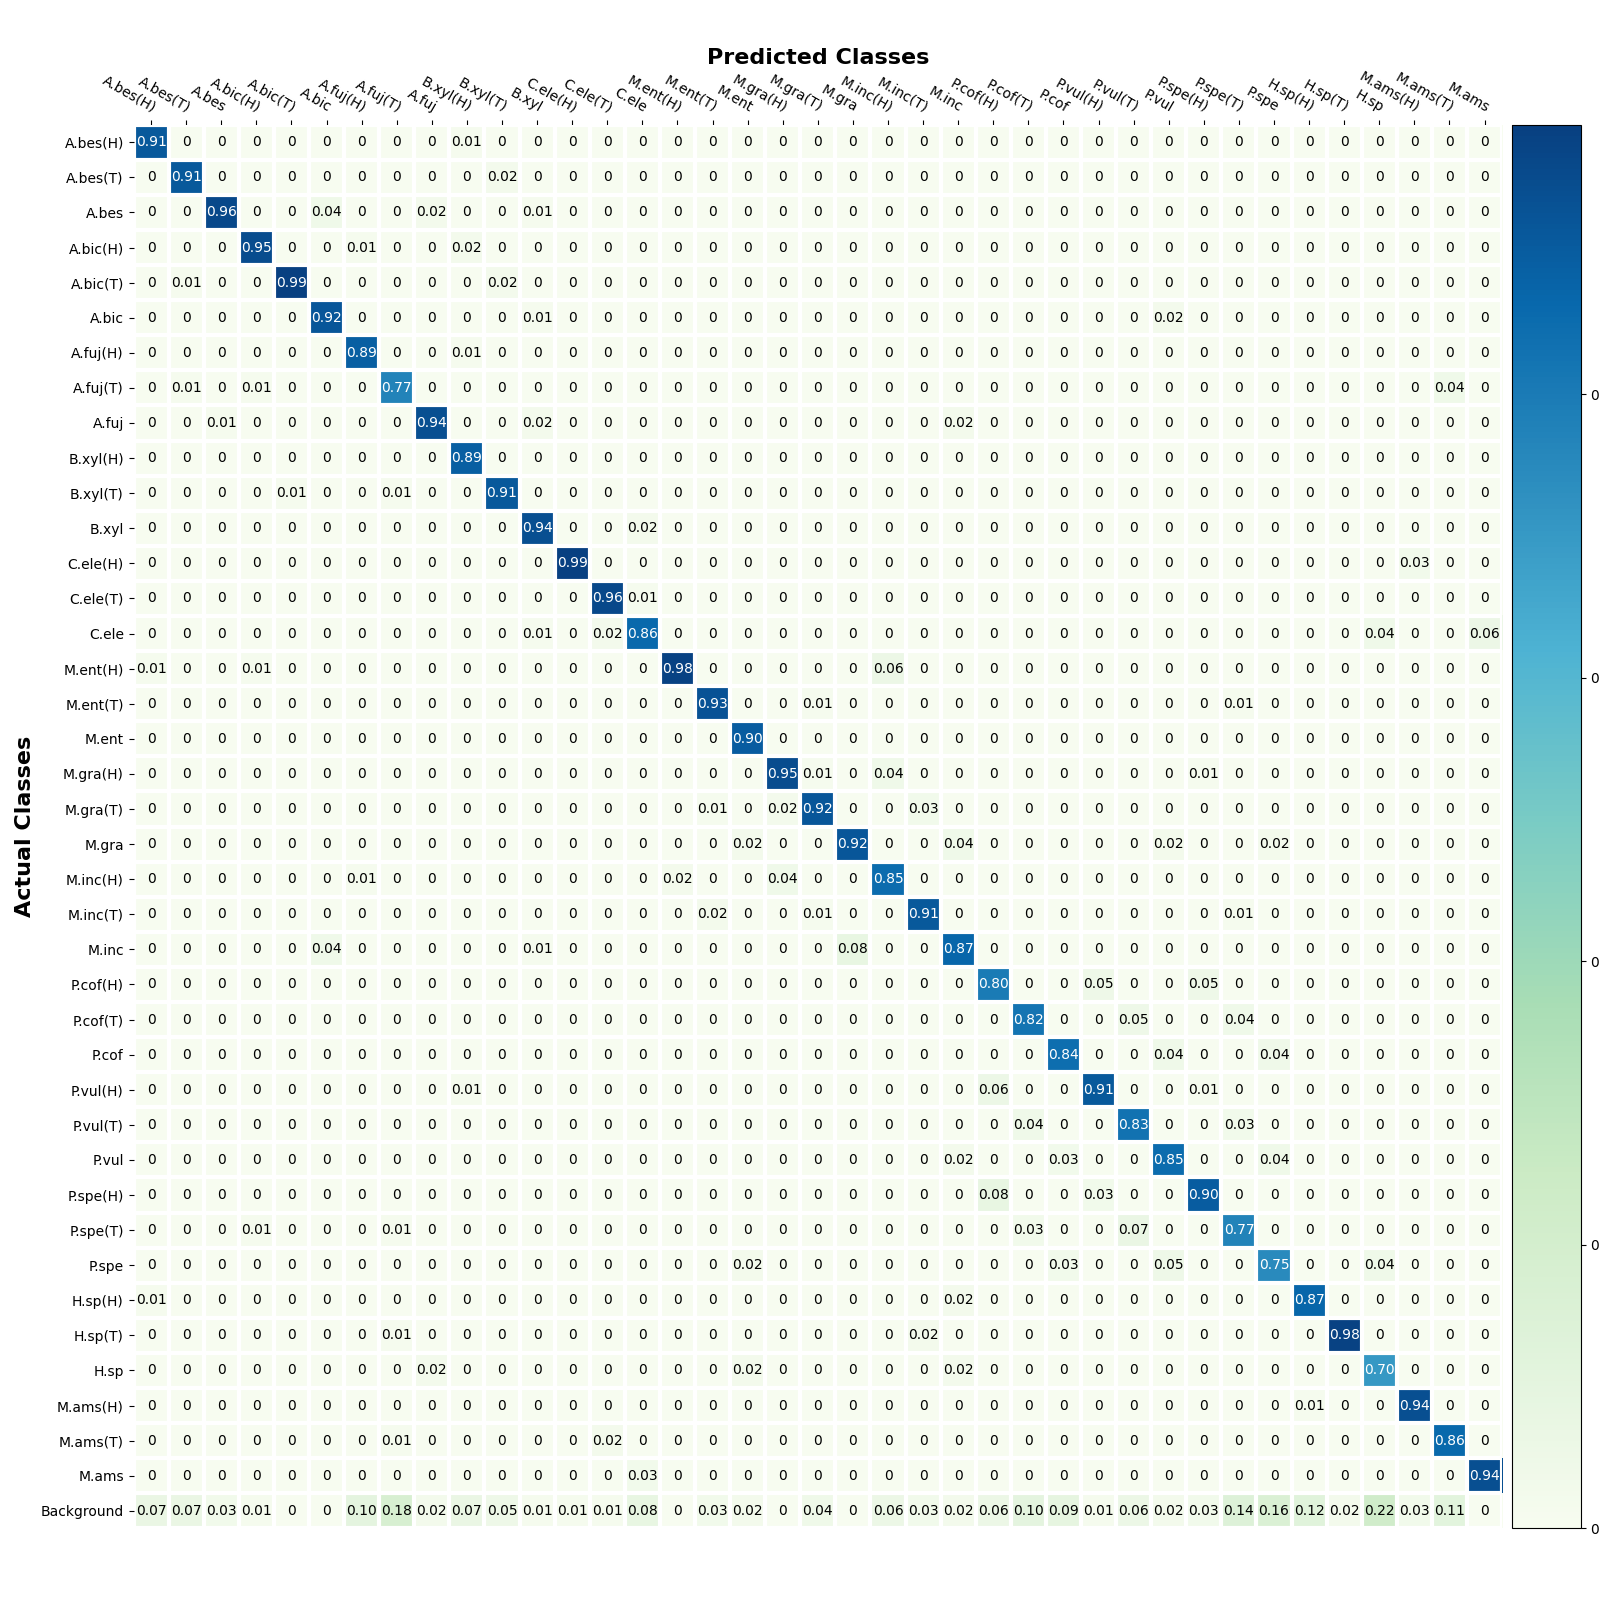 Predicted Classes
A.bes(H) A.bes(T) A.bes A.bic(H) A.bic(T) A.bic A.fuj(H) A.fuj(T) A.fuj B.xyl(H) B.xyl(T) B.xyl C.ele(H) C.ele(T) C.ele M.ent(H) M.ent(T) M.ent M.gra(H) M.gra(T) M.gra M.inc(H) M.inc(T) M.inc P.cof(H) P.cof(T) P.cof P.vul(H) P.vul(T) P.vul P.spe(H) P.spe(T) P.spe H.sp(H) H.sp(T) H.sp M.ams(H) M.ams(T) M.ams
Actual Classes
A.bes(H) 0.91 0 0 0 0 0 0 0 0 0.01 0 0 0 0 0 0 0 0 0 0 0 0 0 0 0 0 0 0 0 0 0 0 0 0 0 0 0 0 0
A.bes(T) 0 0.91 0 0 0 0 0 0 0 0 0.02 0 0 0 0 0 0 0 0 0 0 0 0 0 0 0 0 0 0 0 0 0 0 0 0 0 0 0 0
A.bes 0 0 0.96 0 0 0.04 0 0 0.02 0 0 0.01 0 0 0 0 0 0 0 0 0 0 0 0 0 0 0 0 0 0 0 0 0 0 0 0 0 0 0
A.bic(H) 0 0 0 0.95 0 0 0.01 0 0 0.02 0 0 0 0 0 0 0 0 0 0 0 0 0 0 0 0 0 0 0 0 0 0 0 0 0 0 0 0 0
A.bic(T) 0 0.01 0 0 0.99 0 0 0 0 0 0.02 0 0 0 0 0 0 0 0 0 0 0 0 0 0 0 0 0 0 0 0 0 0 0 0 0 0 0 0
A.bic 0 0 0 0 0 0.92 0 0 0 0 0 0.01 0 0 0 0 0 0 0 0 0 0 0 0 0 0 0 0 0 0.02 0 0 0 0 0 0 0 0 0
A.fuj(H) 0 0 0 0 0 0 0.89 0 0 0.01 0 0 0 0 0 0 0 0 0 0 0 0 0 0 0 0 0 0 0 0 0 0 0 0 0 0 0 0 0
A.fuj(T) 0 0.01 0 0.01 0 0 0 0.77 0 0 0 0 0 0 0 0 0 0 0 0 0 0 0 0 0 0 0 0 0 0 0 0 0 0 0 0 0 0.04 0
A.fuj 0 0 0.01 0 0 0 0 0 0.94 0 0 0.02 0 0 0 0 0 0 0 0 0 0 0 0.02 0 0 0 0 0 0 0 0 0 0 0 0 0 0 0
B.xyl(H) 0 0 0 0 0 0 0 0 0 0.89 0 0 0 0 0 0 0 0 0 0 0 0 0 0 0 0 0 0 0 0 0 0 0 0 0 0 0 0 0
B.xyl(T) 0 0 0 0 0.01 0 0 0.01 0 0 0.91 0 0 0 0 0 0 0 0 0 0 0 0 0 0 0 0 0 0 0 0 0 0 0 0 0 0 0 0
B.xyl 0 0 0 0 0 0 0 0 0 0 0 0.94 0 0 0.02 0 0 0 0 0 0 0 0 0 0 0 0 0 0 0 0 0 0 0 0 0 0 0 0
C.ele(H) 0 0 0 0 0 0 0 0 0 0 0 0 0.99 0 0 0 0 0 0 0 0 0 0 0 0 0 0 0 0 0 0 0 0 0 0 0 0.03 0 0
C.ele(T) 0 0 0 0 0 0 0 0 0 0 0 0 0 0.96 0.01 0 0 0 0 0 0 0 0 0 0 0 0 0 0 0 0 0 0 0 0 0 0 0 0
C.ele 0 0 0 0 0 0 0 0 0 0 0 0.01 0 0.02 0.86 0 0 0 0 0 0 0 0 0 0 0 0 0 0 0 0 0 0 0 0 0.04 0 0 0.06
M.ent(H) 0.01 0 0 0.01 0 0 0 0 0 0 0 0 0 0 0 0.98 0 0 0 0 0 0.06 0 0 0 0 0 0 0 0 0 0 0 0 0 0 0 0 0
M.ent(T) 0 0 0 0 0 0 0 0 0 0 0 0 0 0 0 0 0.93 0 0 0.01 0 0 0 0 0 0 0 0 0 0 0 0.01 0 0 0 0 0 0 0
M.ent 0 0 0 0 0 0 0 0 0 0 0 0 0 0 0 0 0 0.90 0 0 0 0 0 0 0 0 0 0 0 0 0 0 0 0 0 0 0 0 0
M.gra(H) 0 0 0 0 0 0 0 0 0 0 0 0 0 0 0 0 0 0 0.95 0.01 0 0.04 0 0 0 0 0 0 0 0 0.01 0 0 0 0 0 0 0 0
M.gra(T) 0 0 0 0 0 0 0 0 0 0 0 0 0 0 0 0 0.01 0 0.02 0.92 0 0 0.03 0 0 0 0 0 0 0 0 0 0 0 0 0 0 0 0
M.gra 0 0 0 0 0 0 0 0 0 0 0 0 0 0 0 0 0 0.02 0 0 0.92 0 0 0.04 0 0 0 0 0 0.02 0 0 0.02 0 0 0 0 0 0
M.inc(H) 0 0 0 0 0 0 0.01 0 0 0 0 0 0 0 0 0.02 0 0 0.04 0 0 0.85 0 0 0 0 0 0 0 0 0 0 0 0 0 0 0 0 0
M.inc(T) 0 0 0 0 0 0 0 0 0 0 0 0 0 0 0 0 0.02 0 0 0.01 0 0 0.91 0 0 0 0 0 0 0 0 0.01 0 0 0 0 0 0 0
M.inc 0 0 0 0 0 0.04 0 0 0 0 0 0.01 0 0 0 0 0 0 0 0 0.08 0 0 0.87 0 0 0 0 0 0 0 0 0 0 0 0 0 0 0
P.cof(H) 0 0 0 0 0 0 0 0 0 0 0 0 0 0 0 0 0 0 0 0 0 0 0 0 0.80 0 0 0.05 0 0 0.05 0 0 0 0 0 0 0 0
P.cof(T) 0 0 0 0 0 0 0 0 0 0 0 0 0 0 0 0 0 0 0 0 0 0 0 0 0 0.82 0 0 0.05 0 0 0.04 0 0 0 0 0 0 0
P.cof 0 0 0 0 0 0 0 0 0 0 0 0 0 0 0 0 0 0 0 0 0 0 0 0 0 0 0.84 0 0 0.04 0 0 0.04 0 0 0 0 0 0
P.vul(H) 0 0 0 0 0 0 0 0 0 0.01 0 0 0 0 0 0 0 0 0 0 0 0 0 0 0.06 0 0 0.91 0 0 0.01 0 0 0 0 0 0 0 0
P.vul(T) 0 0 0 0 0 0 0 0 0 0 0 0 0 0 0 0 0 0 0 0 0 0 0 0 0 0.04 0 0 0.83 0 0 0.03 0 0 0 0 0 0 0
P.vul 0 0 0 0 0 0 0 0 0 0 0 0 0 0 0 0 0 0 0 0 0 0 0 0.02 0 0 0.03 0 0 0.85 0 0 0.04 0 0 0 0 0 0
P.spe(H) 0 0 0 0 0 0 0 0 0 0 0 0 0 0 0 0 0 0 0 0 0 0 0 0 0.08 0 0 0.03 0 0 0.90 0 0 0 0 0 0 0 0
P.spe(T) 0 0 0 0.01 0 0 0 0.01 0 0 0 0 0 0 0 0 0 0 0 0 0 0 0 0 0 0.03 0 0 0.07 0 0 0.77 0 0 0 0 0 0 0
P.spe 0 0 0 0 0 0 0 0 0 0 0 0 0 0 0 0 0 0.02 0 0 0 0 0 0 0 0 0.03 0 0 0.05 0 0 0.75 0 0 0.04 0 0 0
H.sp(H) 0.01 0 0 0 0 0 0 0 0 0 0 0 0 0 0 0 0 0 0 0 0 0 0 0.02 0 0 0 0 0 0 0 0 0 0.87 0 0 0 0 0
H.sp(T) 0 0 0 0 0 0 0 0.01 0 0 0 0 0 0 0 0 0 0 0 0 0 0 0.02 0 0 0 0 0 0 0 0 0 0 0 0.98 0 0 0 0
H.sp 0 0 0 0 0 0 0 0 0.02 0 0 0 0 0 0 0 0 0.02 0 0 0 0 0 0.02 0 0 0 0 0 0 0 0 0 0 0 0.70 0 0 0
M.ams(H) 0 0 0 0 0 0 0 0 0 0 0 0 0 0 0 0 0 0 0 0 0 0 0 0 0 0 0 0 0 0 0 0 0 0.01 0 0 0.94 0 0
M.ams(T) 0 0 0 0 0 0 0 0.01 0 0 0 0 0 0.02 0 0 0 0 0 0 0 0 0 0 0 0 0 0 0 0 0 0 0 0 0 0 0 0.86 0
M.ams 0 0 0 0 0 0 0 0 0 0 0 0 0 0 0.03 0 0 0 0 0 0 0 0 0 0 0 0 0 0 0 0 0 0 0 0 0 0 0 0.94
Background 0.07 0.07 0.03 0.01 0 0 0.10 0.18 0.02 0.07 0.05 0.01 0.01 0.01 0.08 0 0.03 0.02 0 0.04 0 0.06 0.03 0.02 0.06 0.10 0.09 0.01 0.06 0.02 0.03 0.14 0.16 0.12 0.02 0.22 0.03 0.11 0
0
0
0
0
0